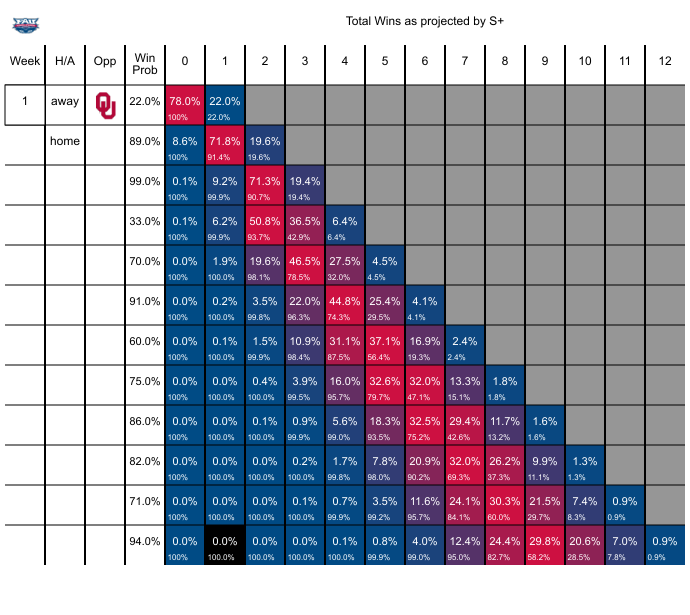 FAU
Total Wins as projected by S+
Week H/A Opp Win Prob 0 1 2 3 4 5 6 7 8 9 10 11 12
1 away OU 22.0% 78.0% 22.0%
100% 22.0%
home 89.0% 8.6% 71.8% 19.6%
100% 91.4% 19.6%
99.0% 0.1% 9.2% 71.3% 19.4%
100% 99.9% 90.7% 19.4%
33.0% 0.1% 6.2% 50.8% 36.5% 6.4%
100% 99.9% 93.7% 42.9% 6.4%
70.0% 0.0% 1.9% 19.6% 46.5% 27.5% 4.5%
100% 100.0% 98.1% 78.5% 32.0% 4.5%
91.0% 0.0% 0.2% 3.5% 22.0% 44.8% 25.4% 4.1%
100% 100.0% 99.8% 96.3% 74.3% 29.5% 4.1%
60.0% 0.0% 0.1% 1.5% 10.9% 31.1% 37.1% 16.9% 2.4%
100% 100.0% 99.9% 98.4% 87.5% 56.4% 19.3% 2.4%
75.0% 0.0% 0.0% 0.4% 3.9% 16.0% 32.6% 32.0% 13.3% 1.8%
100% 100.0% 100.0% 99.5% 95.7% 79.7% 47.1% 15.1% 1.8%
86.0% 0.0% 0.0% 0.1% 0.9% 5.6% 18.3% 32.5% 29.4% 11.7% 1.6%
100% 100.0% 100.0% 99.9% 99.0% 93.5% 75.2% 42.6% 13.2% 1.6%
82.0% 0.0% 0.0% 0.0% 0.2% 1.7% 7.8% 20.9% 32.0% 26.2% 9.9% 1.3%
100% 100.0% 100.0% 100.0% 99.8% 98.0% 90.2% 69.3% 37.3% 11.1% 1.3%
71.0% 0.0% 0.0% 0.0% 0.1% 0.7% 3.5% 11.6% 24.1% 30.3% 21.5% 7.4% 0.9%
100% 100.0% 100.0% 100.0% 99.9% 99.2% 95.7% 84.1% 60.0% 29.7% 8.3% 0.9%
94.0% 0.0% 0.0% 0.0% 0.0% 0.1% 0.8% 4.0% 12.4% 24.4% 29.8% 20.6% 7.0% 0.9%
100% 100.0% 100.0% 100.0% 100.0% 99.9% 99.0% 95.0% 82.7% 58.2% 28.5% 7.8% 0.9%